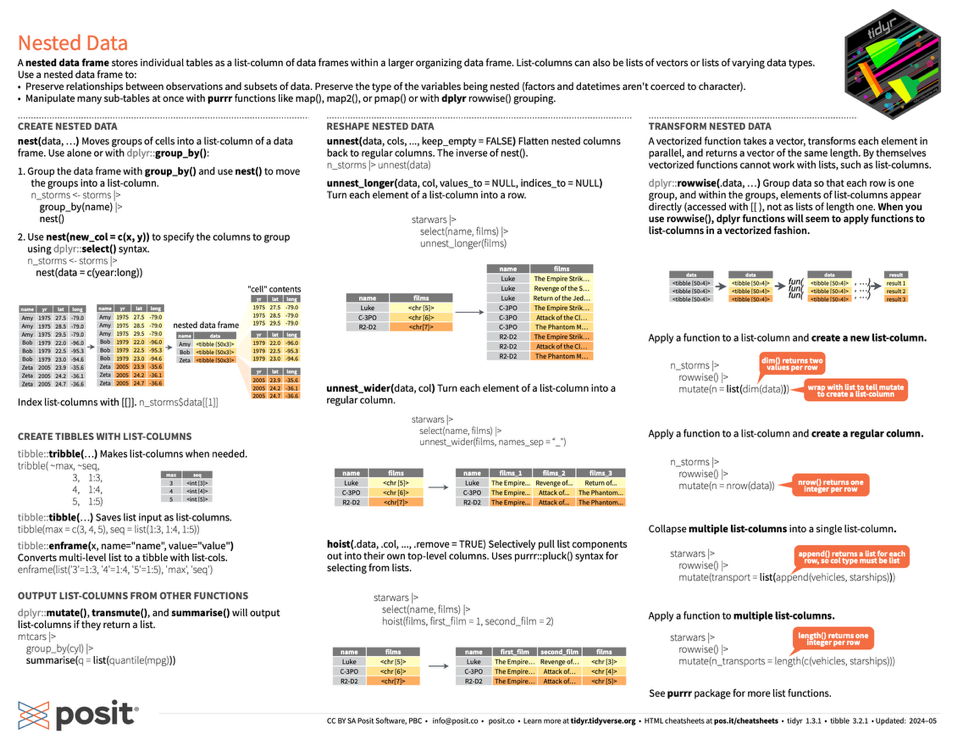 tidyr
Nested Data
A nested data frame stores individual tables as a list-column of data frames within a larger organizing data frame. List-columns can also be lists of vectors or lists of varying data types.
Use a nested data frame to:
• Preserve relationships between observations and subsets of data. Preserve the type of the variables being nested (factors and datetimes aren't coerced to character).
• Manipulate many sub-tables at once with purrr functions like map(), map2(), or pmap() or with dplyr rowwise() grouping.
CREATE NESTED DATA
nest(data, …) Moves groups of cells into a list-column of a data
frame. Use alone or with dplyr::group_by():
1. Group the data frame with group_by() and use nest() to move
the groups into a list-column.
n_storms <- storms |>
group_by(name) |>
nest()
2. Use nest(new_col = c(x, y)) to specify the columns to group
using dplyr::select() syntax.
n_storms <- storms |>
nest(data = c(year:long))
name yr lat long
Amy 1975 27.5 -79.0
Amy 1975 28.5 -79.0
Amy 1975 29.5 -79.0
Bob 1979 22.0 -96.0
Bob 1979 22.5 -95.3
Bob 1979 23.0 -94.6
Zeta 2005 23.9 -35.6
Zeta 2005 24.2 -36.1
Zeta 2005 24.7 -36.6
name yr lat long
Amy 1975 27.5 -79.0
Amy 1975 28.5 -79.0
Amy 1975 29.5 -79.0
Bob 1979 22.0 -96.0
Bob 1979 22.5 -95.3
Bob 1979 23.0 -94.6
Zeta 2005 23.9 -35.6
Zeta 2005 24.2 -36.1
Zeta 2005 24.7 -36.6
nested data frame
name data
Amy <tibble [50x3]>
Bob <tibble [50x3]>
Zeta <tibble [50x3]>
"cell" contents
yr lat long
1975 27.5 -79.0
1975 28.5 -79.0
1975 29.5 -79.0
yr lat long
1979 22.0 -96.0
1979 22.5 -95.3
1979 23.0 -94.6
yr lat long
2005 23.9 -35.6
2005 24.2 -36.1
2005 24.7 -36.6
Index list-columns with [[]]. n_storms$data[[1]]
CREATE TIBBLES WITH LIST-COLUMNS
tibble::tribble(…) Makes list-columns when needed.
tribble( ~max, ~seq,
3, 1:3,
4, 1:4,
5, 1:5)
max seq
3 <int [3]>
4 <int [4]>
5 <int [5]>
tibble::tibble(…) Saves list input as list-columns.
tibble(max = c(3, 4, 5), seq = list(1:3, 1:4, 1:5))
tibble::enframe(x, name="name", value="value")
Converts multi-level list to a tibble with list-cols.
enframe(list('3'=1:3, '4'=1:4, '5'=1:5), 'max', 'seq')
OUTPUT LIST-COLUMNS FROM OTHER FUNCTIONS
dplyr::mutate(), transmute(), and summarise() will output
list-columns if they return a list.
mtcars |>
group_by(cyl) |>
summarise(q = list(quantile(mpg)))
RESHAPE NESTED DATA
unnest(data, cols, ..., keep_empty = FALSE) Flatten nested columns
back to regular columns. The inverse of nest().
n_storms |> unnest(data)
unnest_longer(data, col, values_to = NULL, indices_to = NULL)
Turn each element of a list-column into a row.
starwars |>
select(name, films) |>
unnest_longer(films)
name films
Luke <chr [5]>
C-3PO <chr [6]>
R2-D2 <chr[7]>
name films
Luke The Empire Strik…
Luke Revenge of the S…
Luke Return of the Jed…
C-3PO The Empire Strik…
C-3PO Attack of the Cl…
C-3PO The Phantom M…
R2-D2 The Empire Strik…
R2-D2 Attack of the Cl…
R2-D2 The Phantom M…
unnest_wider(data, col) Turn each element of a list-column into a
regular column.
starwars |>
select(name, films) |>
unnest_wider(films, names_sep = "_")
name films
Luke <chr [5]>
C-3PO <chr [6]>
R2-D2 <chr[7]>
name films_1 films_2 films_3
Luke The Empire... Revenge of... Return of...
C-3PO The Empire... Attack of... The Phantom...
R2-D2 The Empire... Attack of... The Phantom...
hoist(.data, .col, ..., .remove = TRUE) Selectively pull list components
out into their own top-level columns. Uses purrr::pluck() syntax for
selecting from lists.
starwars |>
select(name, films) |>
hoist(films, first_film = 1, second_film = 2)
name films
Luke <chr [5]>
C-3PO <chr [6]>
R2-D2 <chr[7]>
name first_film second_film films
Luke The Empire… Revenge of… <chr [3]>
C-3PO The Empire… Attack of… <chr [4]>
R2-D2 The Empire… Attack of… <chr [5]>
TRANSFORM NESTED DATA
A vectorized function takes a vector, transforms each element in
parallel, and returns a vector of the same length. By themselves
vectorized functions cannot work with lists, such as list-columns.
dplyr::rowwise(.data, …) Group data so that each row is one
group, and within the groups, elements of list-columns appear
directly (accessed with [[ ), not as lists of length one. When you
use rowwise(), dplyr functions will seem to apply functions to
list-columns in a vectorized fashion.
data
<tibble [50x4]>
<tibble [50x4]>
<tibble [50x4]>
data
<tibble [50x4]>
<tibble [50x4]>
<tibble [50x4]>
fun(
fun(
fun(
data
<tibble [50x4]>
<tibble [50x4]>
<tibble [50x4]>
, …)
, …)
, …)
result
result 1
result 2
result 3
Apply a function to a list-column and create a new list-column.
n_storms |>
rowwise() |>
mutate(n = list(dim(data)))
dim() returns two
values per row
wrap with list to tell mutate
to create a list-column
Apply a function to a list-column and create a regular column.
n_storms |>
rowwise() |>
mutate(n = nrow(data))
nrow() returns one
integer per row
Collapse multiple list-columns into a single list-column.
starwars |>
rowwise() |>
mutate(transport = list(append(vehicles, starships)))
append() returns a list for each
row, so col type must be list
Apply a function to multiple list-columns.
starwars |>
rowwise() |>
mutate(n_transports = length(c(vehicles, starships)))
length() returns one
integer per row
See purrr package for more list functions.
posit®
CC BY SA Posit Software, PBC • info@posit.co • posit.co • Learn more at tidyr.tidyverse.org • HTML cheatsheets at pos.it/cheatsheets • tidyr 1.3.1 • tibble 3.2.1 • Updated: 2024-05